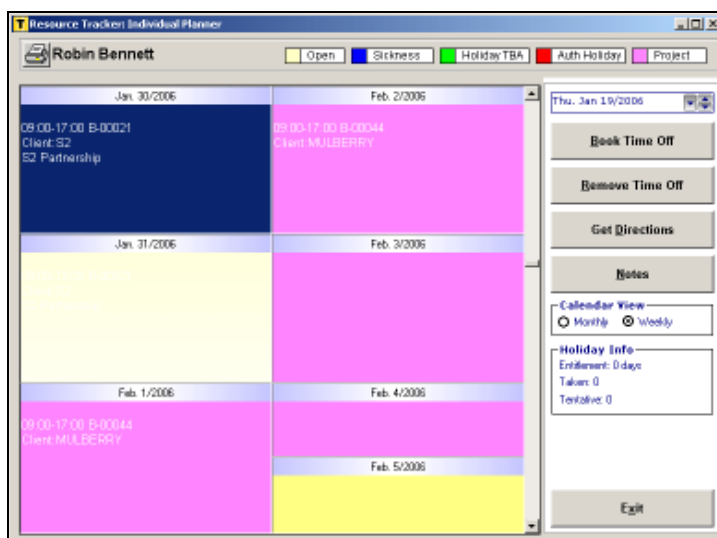 Resource Tracker: Individual Planner
Robin Bennett
Open
Sickness
Holiday TBA
Auth Holiday
Project
Jan. 30/2006
09:00-17:00 B-00021
Client: S2
S2 Partnership
Jan. 31/2006
Feb. 1/2006
09:00-17:00 B-00044
Client: MULBERRY
Feb. 2/2006
09:00-17:00 B-00044
Client: MULBERRY
Feb. 3/2006
Feb. 4/2006
Feb. 5/2006
Thu. Jan 19/2006
Book Time Off
Remove Time Off
Get Directions
Notes
Calendar View
Monthly
Weekly
Holiday Info
Entitlement: 0 days
Taken: 0
Tentative: 0
Exit